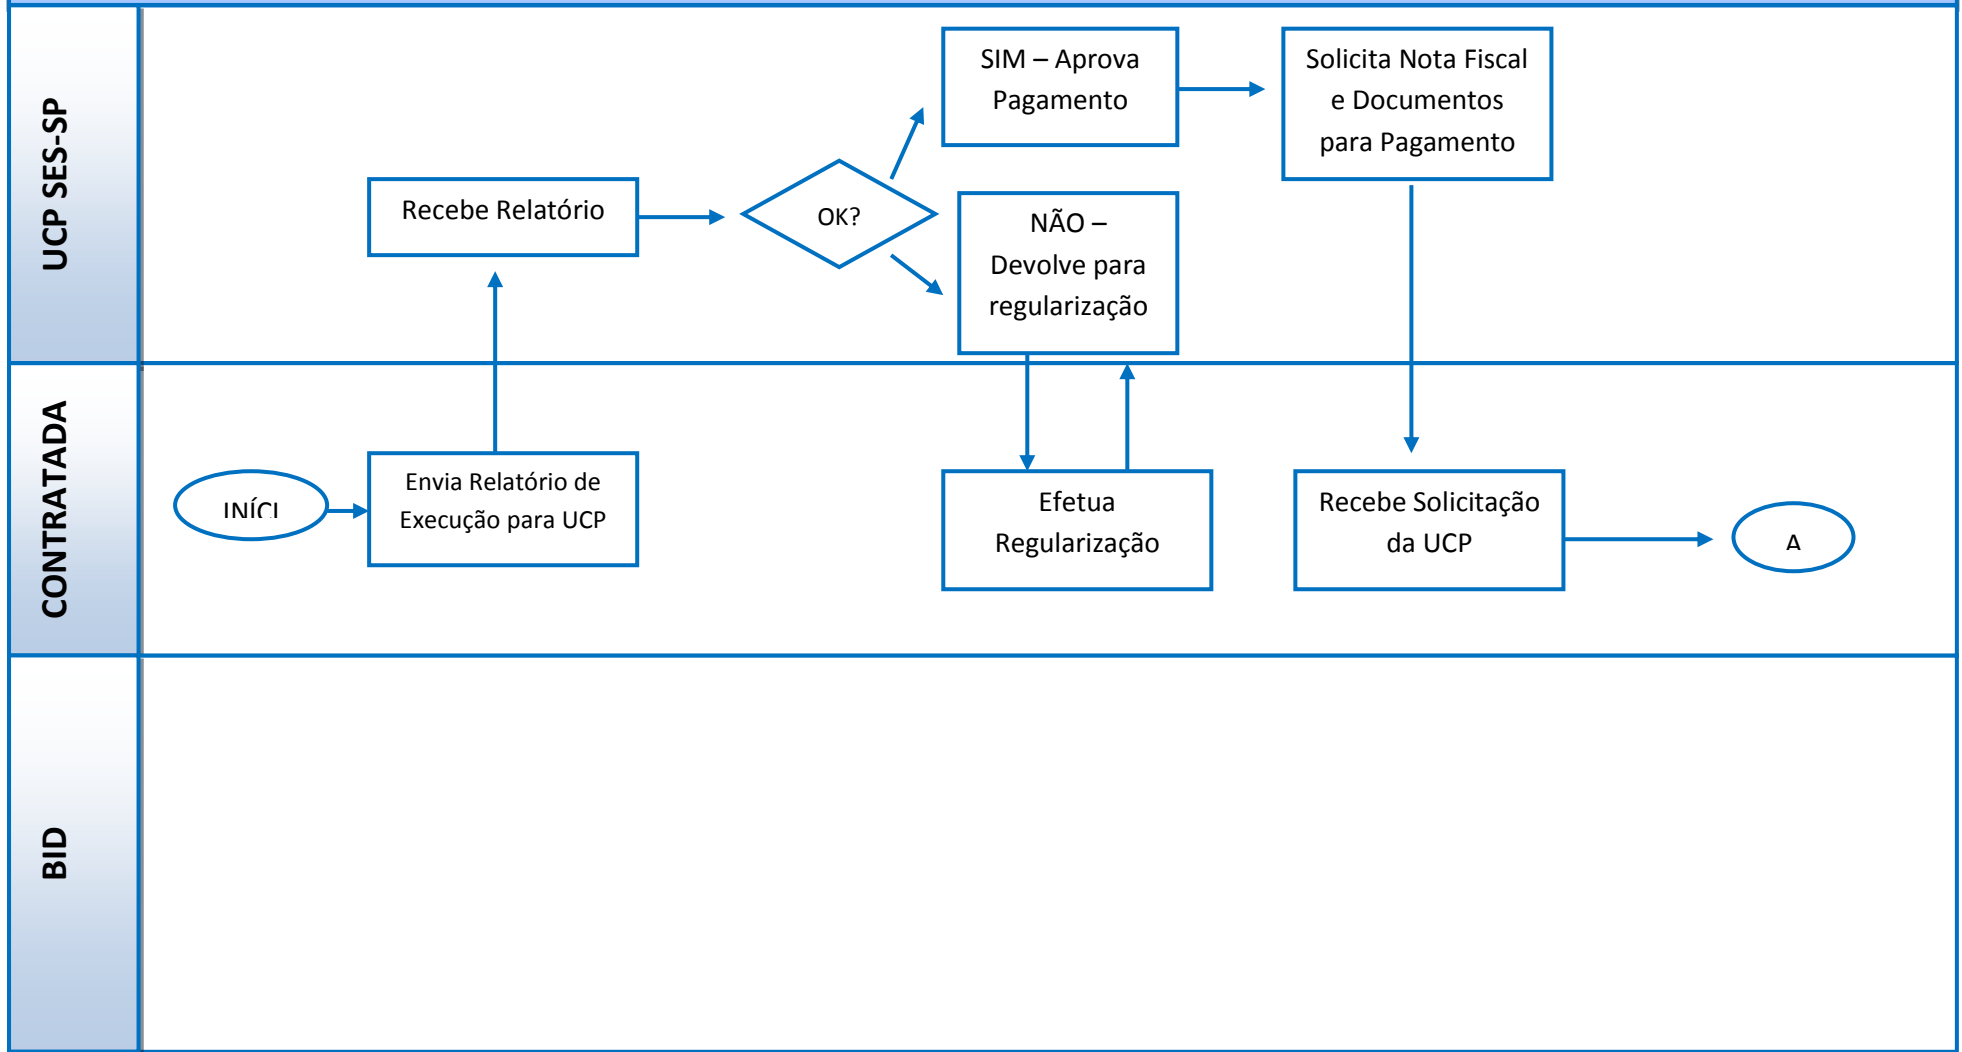 UCP SES-SP
SIM – Aprova
Pagamento
Solicita Nota Fiscal
e Documentos
para Pagamento
Recebe Relatório
OK?
NÃO –
Devolve para
regularização
CONTRATADA
INÍCI
Envia Relatório de
Execução para UCP
Efetua
Regularização
Recebe Solicitação
da UCP
A
BID